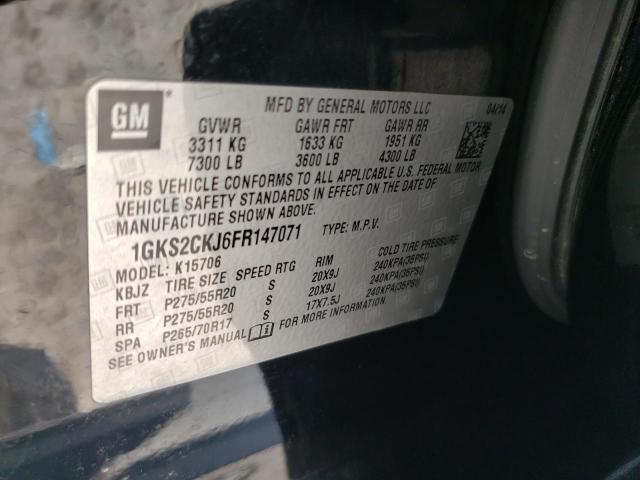 GM
MFD BY GENERAL MOTORS LLC 04/14
GVWR GAWR FRT GAWR RR
3311 KG 1633 KG 1951 KG
7300 LB 3600 LB 4300 LB
THIS VEHICLE CONFORMS TO ALL APPLICABLE U.S. FEDERAL MOTOR
VEHICLE SAFETY STANDARDS IN EFFECT ON THE DATE OF
MANUFACTURE SHOWN ABOVE.
1GKS2CKJ6FR147071 TYPE: M.P.V.
MODEL: K15706
KBJZ TIRE SIZE SPEED RTG RIM COLD TIRE PRESSURE
FRT P275/55R20 S 20X9J 240KPA(35PSI)
RR P275/55R20 S 20X9J 240KPA(35PSI)
SPA P265/70R17 S 17X7.5J 240KPA(35PSI)
SEE OWNER'S MANUAL FOR MORE INFORMATION.